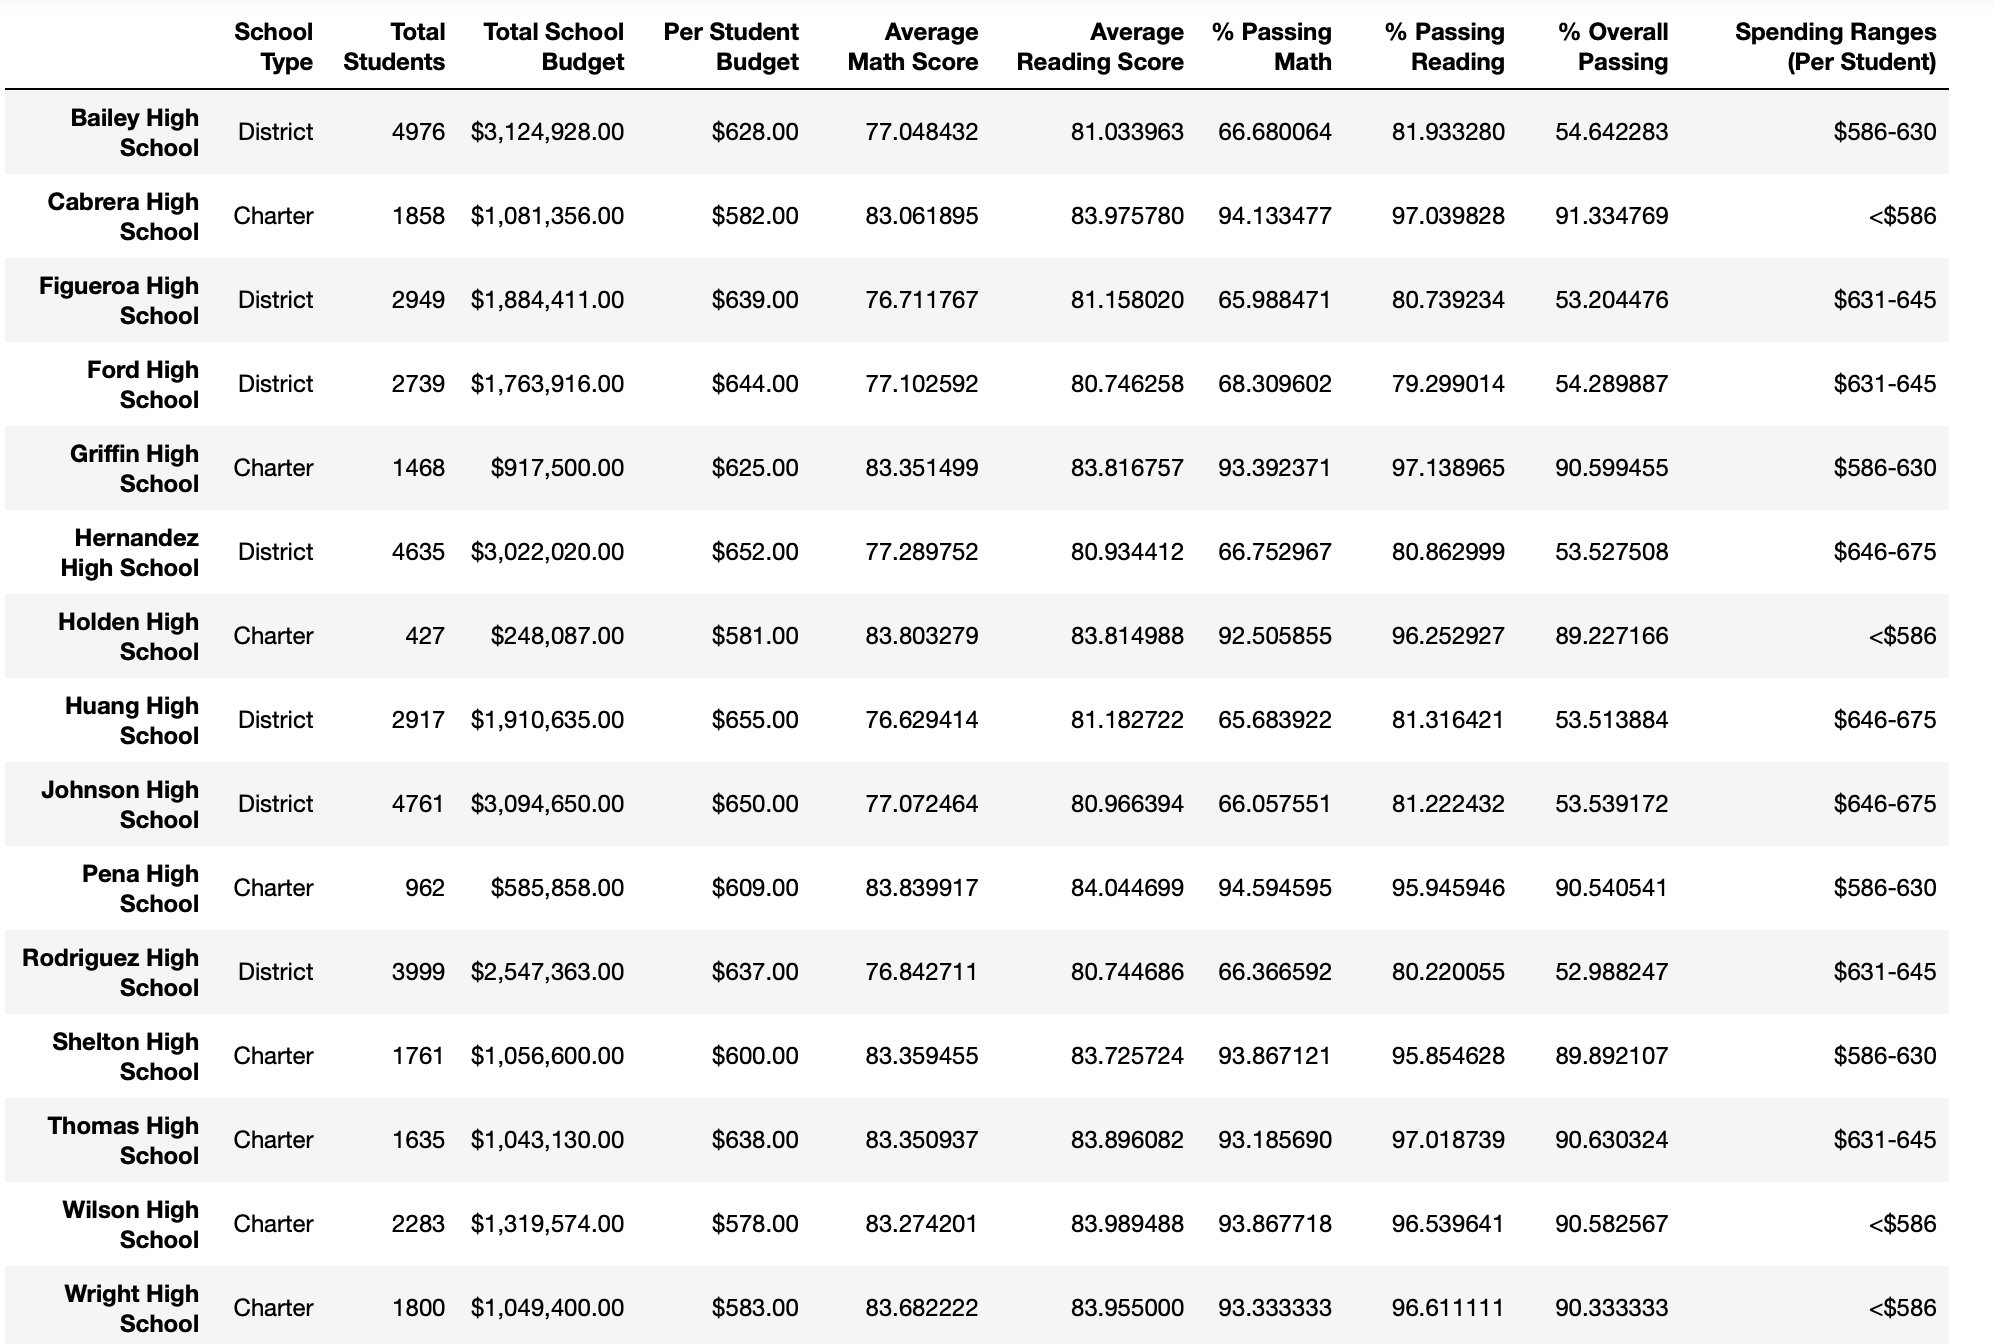 School Type	Total Students	Total School Budget	Per Student Budget	Average Math Score	Average Reading Score	% Passing Math	% Passing Reading	% Overall Passing	Spending Ranges (Per Student)
Bailey High School	District	4976	$3,124,928.00	$628.00	77.048432	81.033963	66.680064	81.933280	54.642283	$586-630
Cabrera High School	Charter	1858	$1,081,356.00	$582.00	83.061895	83.975780	94.133477	97.039828	91.334769	<$586
Figueroa High School	District	2949	$1,884,411.00	$639.00	76.711767	81.158020	65.988471	80.739234	53.204476	$631-645
Ford High School	District	2739	$1,763,916.00	$644.00	77.102592	80.746258	68.309602	79.299014	54.289887	$631-645
Griffin High School	Charter	1468	$917,500.00	$625.00	83.351499	83.816757	93.392371	97.138965	90.599455	$586-630
Hernandez High School	District	4635	$3,022,020.00	$652.00	77.289752	80.934412	66.752967	80.862999	53.527508	$646-675
Holden High School	Charter	427	$248,087.00	$581.00	83.803279	83.814988	92.505855	96.252927	89.227166	<$586
Huang High School	District	2917	$1,910,635.00	$655.00	76.629414	81.182722	65.683922	81.316421	53.513884	$646-675
Johnson High School	District	4761	$3,094,650.00	$650.00	77.072464	80.966394	66.057551	81.222432	53.539172	$646-675
Pena High School	Charter	962	$585,858.00	$609.00	83.839917	84.044699	94.594595	95.945946	90.540541	$586-630
Rodriguez High School	District	3999	$2,547,363.00	$637.00	76.842711	80.744686	66.366592	80.220055	52.988247	$631-645
Shelton High School	Charter	1761	$1,056,600.00	$600.00	83.359455	83.725724	93.867121	95.854628	89.892107	$586-630
Thomas High School	Charter	1635	$1,043,130.00	$638.00	83.350937	83.896082	93.185690	97.018739	90.630324	$631-645
Wilson High School	Charter	2283	$1,319,574.00	$578.00	83.274201	83.989488	93.867718	96.539641	90.582567	<$586
Wright High School	Charter	1800	$1,049,400.00	$583.00	83.682222	83.955000	93.333333	96.611111	90.333333	<$586